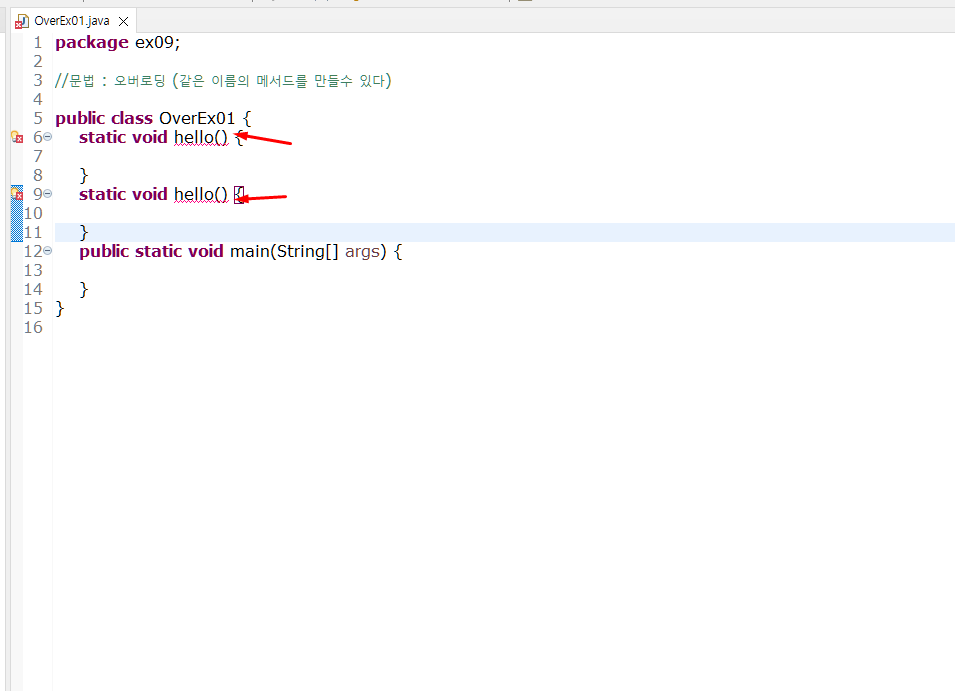 OverEx01.java
1 package ex09;
2
3 //문법 : 오버로딩 (같은 이름의 메서드를 만들수 있다)
4
5 public class OverEx01 {
6 static void hello() {
7
8 }
9 static void hello() {
10
11 }
12 public static void main(String[] args) {
13
14 }
15 }
16